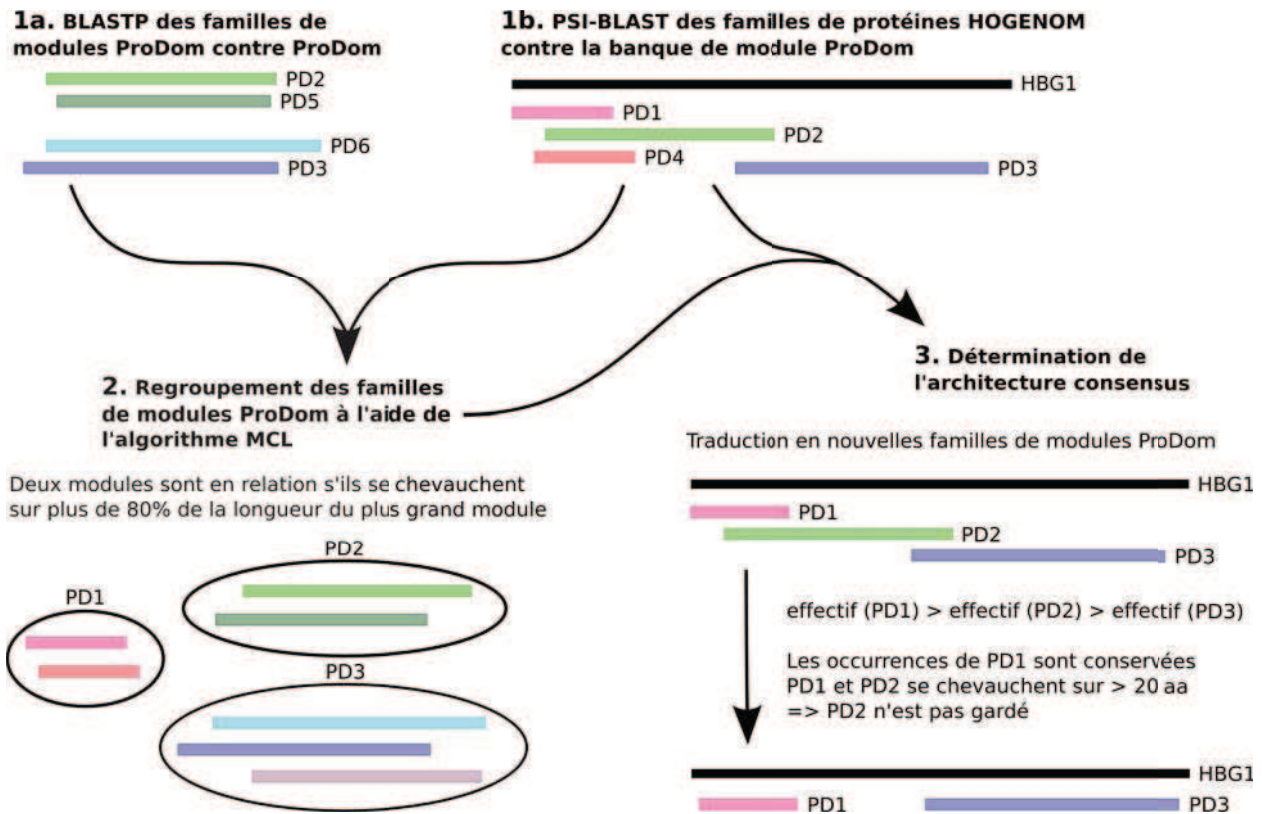 1a. BLASTP des familles de
modules ProDom contre ProDom
PD2
PD5
PD6
PD3
1b. PSI-BLAST des familles de protéines HOGENOM
contre la banque de module ProDom
HBG1
PD1
PD2
PD4
PD3
2. Regroupement des familles
de modules ProDom à l'aide de
l'algorithme MCL
Deux modules sont en relation s'ils se chevauchent
sur plus de 80% de la longueur du plus grand module
PD2
PD1
PD3
3. Détermination de
l'architecture consensus
Traduction en nouvelles familles de modules ProDom
HBG1
PD1
PD2
PD3
effectif (PD1) > effectif (PD2) > effectif (PD3)
Les occurrences de PD1 sont conservées
PD1 et PD2 se chevauchent sur > 20 aa
=> PD2 n'est pas gardé
HBG1
PD1
PD3